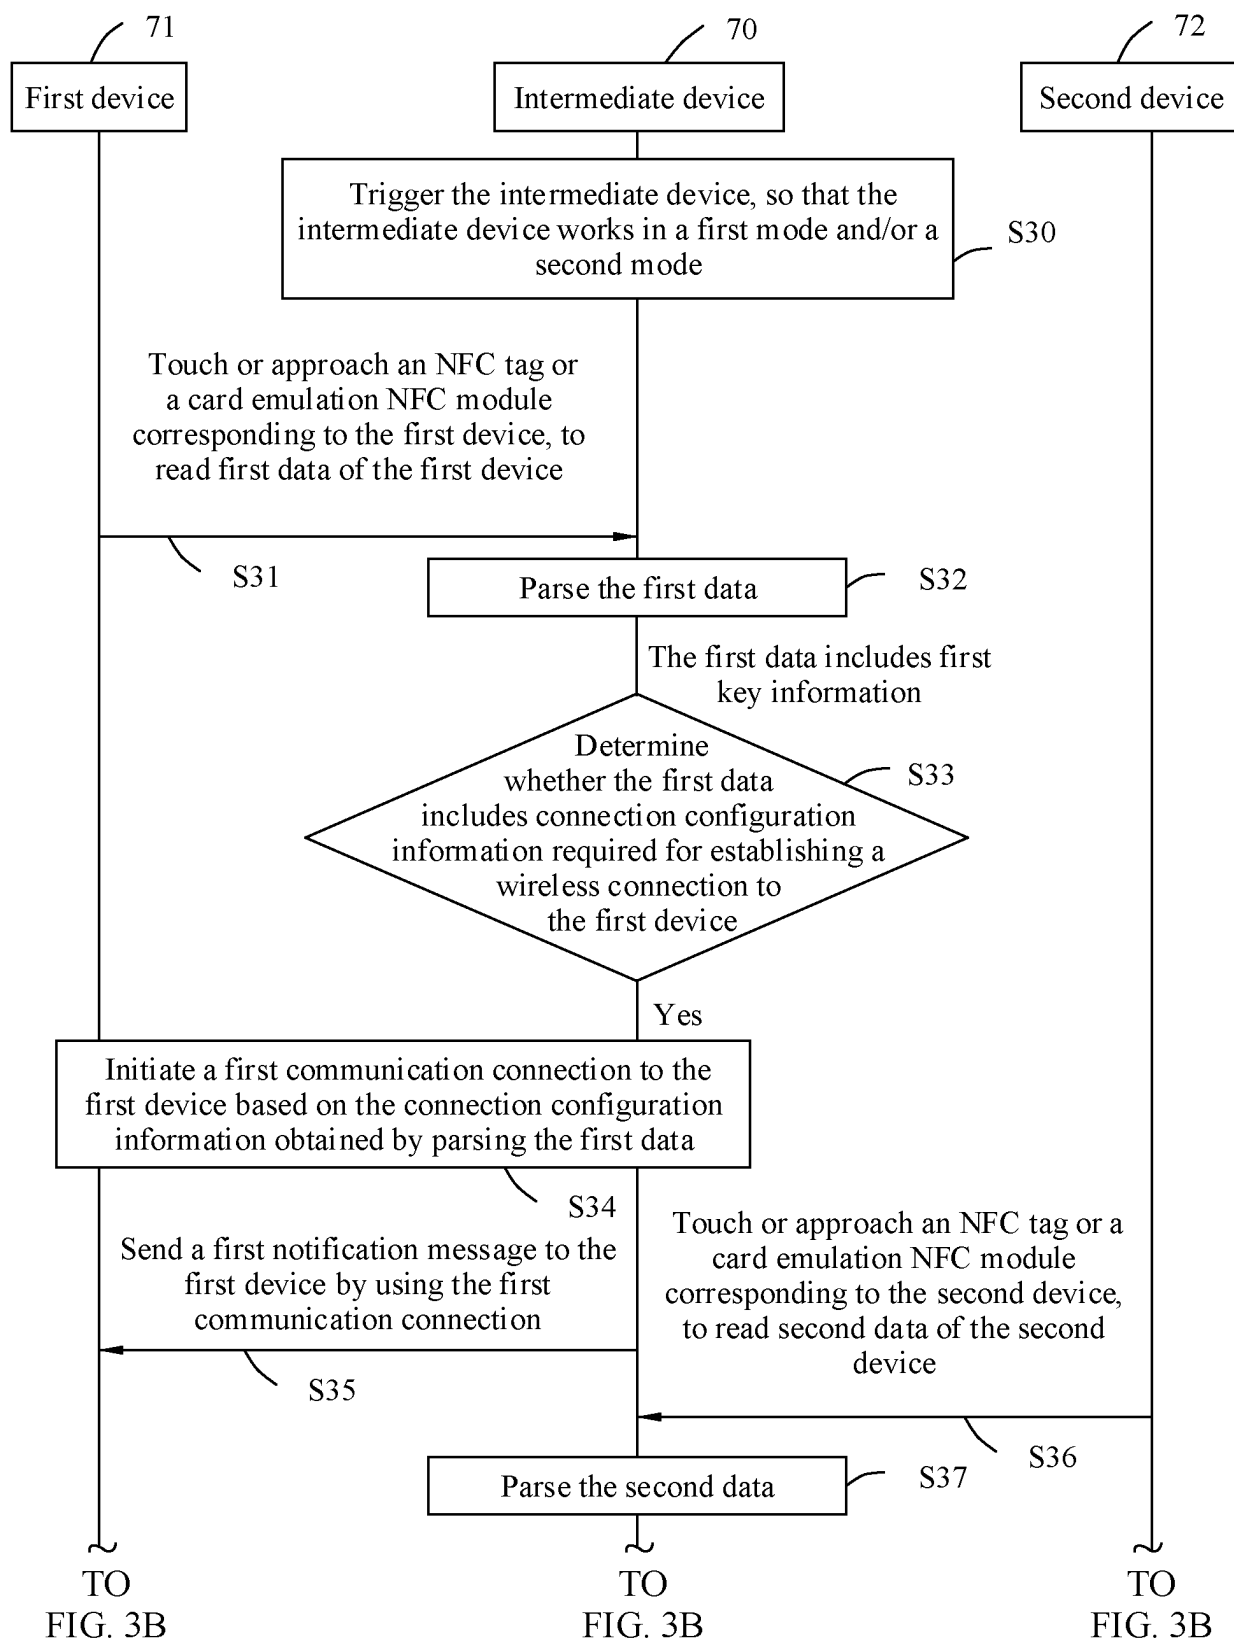 71
70
72
First device
Intermediate device
Second device
Trigger the intermediate device, so that the
intermediate device works in a first mode and/or a
second mode
S30
Touch or approach an NFC tag or
a card emulation NFC module
corresponding to the first device, to
read first data of the first device
S31
Parse the first data
S32
The first data includes first
key information
Determine
whether the first data
includes connection configuration
information required for establishing a
wireless connection to
the first device
S33
Yes
Initiate a first communication connection to the
first device based on the connection configuration
information obtained by parsing the first data
S34
Send a first notification message to the
first device by using the first
communication connection
S35
Touch or approach an NFC tag or a
card emulation NFC module
corresponding to the second device,
to read second data of the second
device
S36
Parse the second data
S37
TO
FIG. 3B
TO
FIG. 3B
TO
FIG. 3B